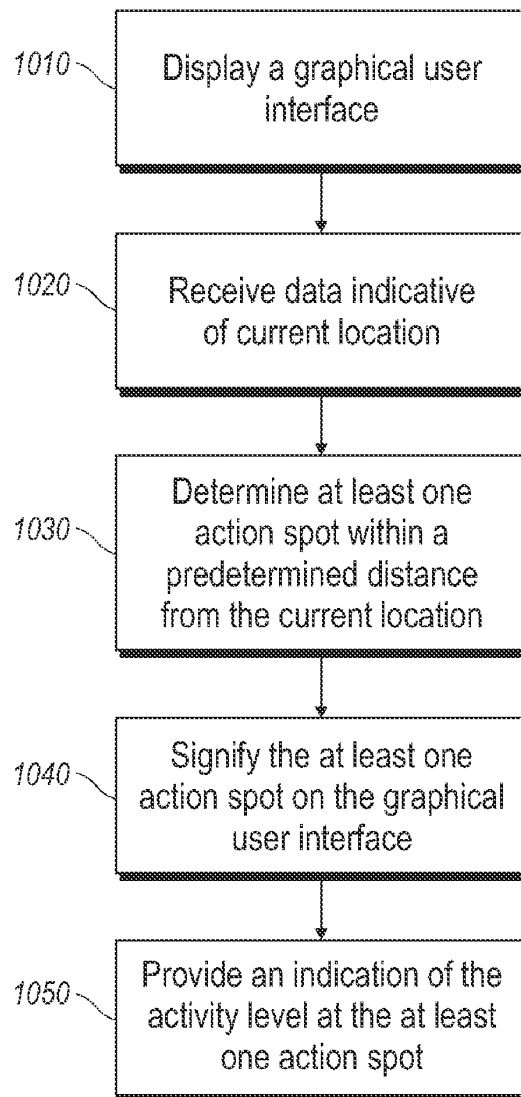 1010
Display a graphical user
interface
1020
Receive data indicative
of current location
1030
Determine at least one
action spot within a
predetermined distance
from the current location
1040
Signify the at least one
action spot on the graphical
user interface
1050
Provide an indication of the
activity level at the at least
one action spot